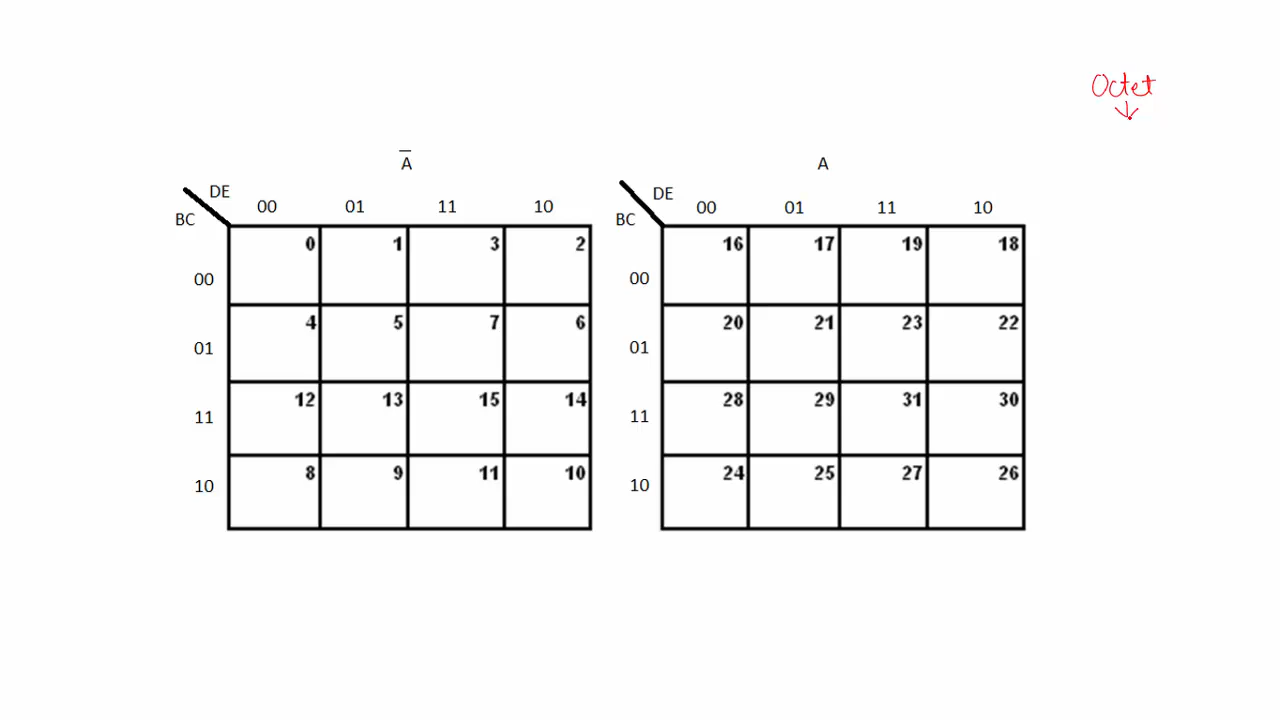 Octet
A̅ A
DE DE
00 01 11 10 00 01 11 10
BC BC
0 1 3 2 16 17 19 18
00 00
4 5 7 6 20 21 23 22
01 01
12 13 15 14 28 29 31 30
11 11
8 9 11 10 24 25 27 26
10 10